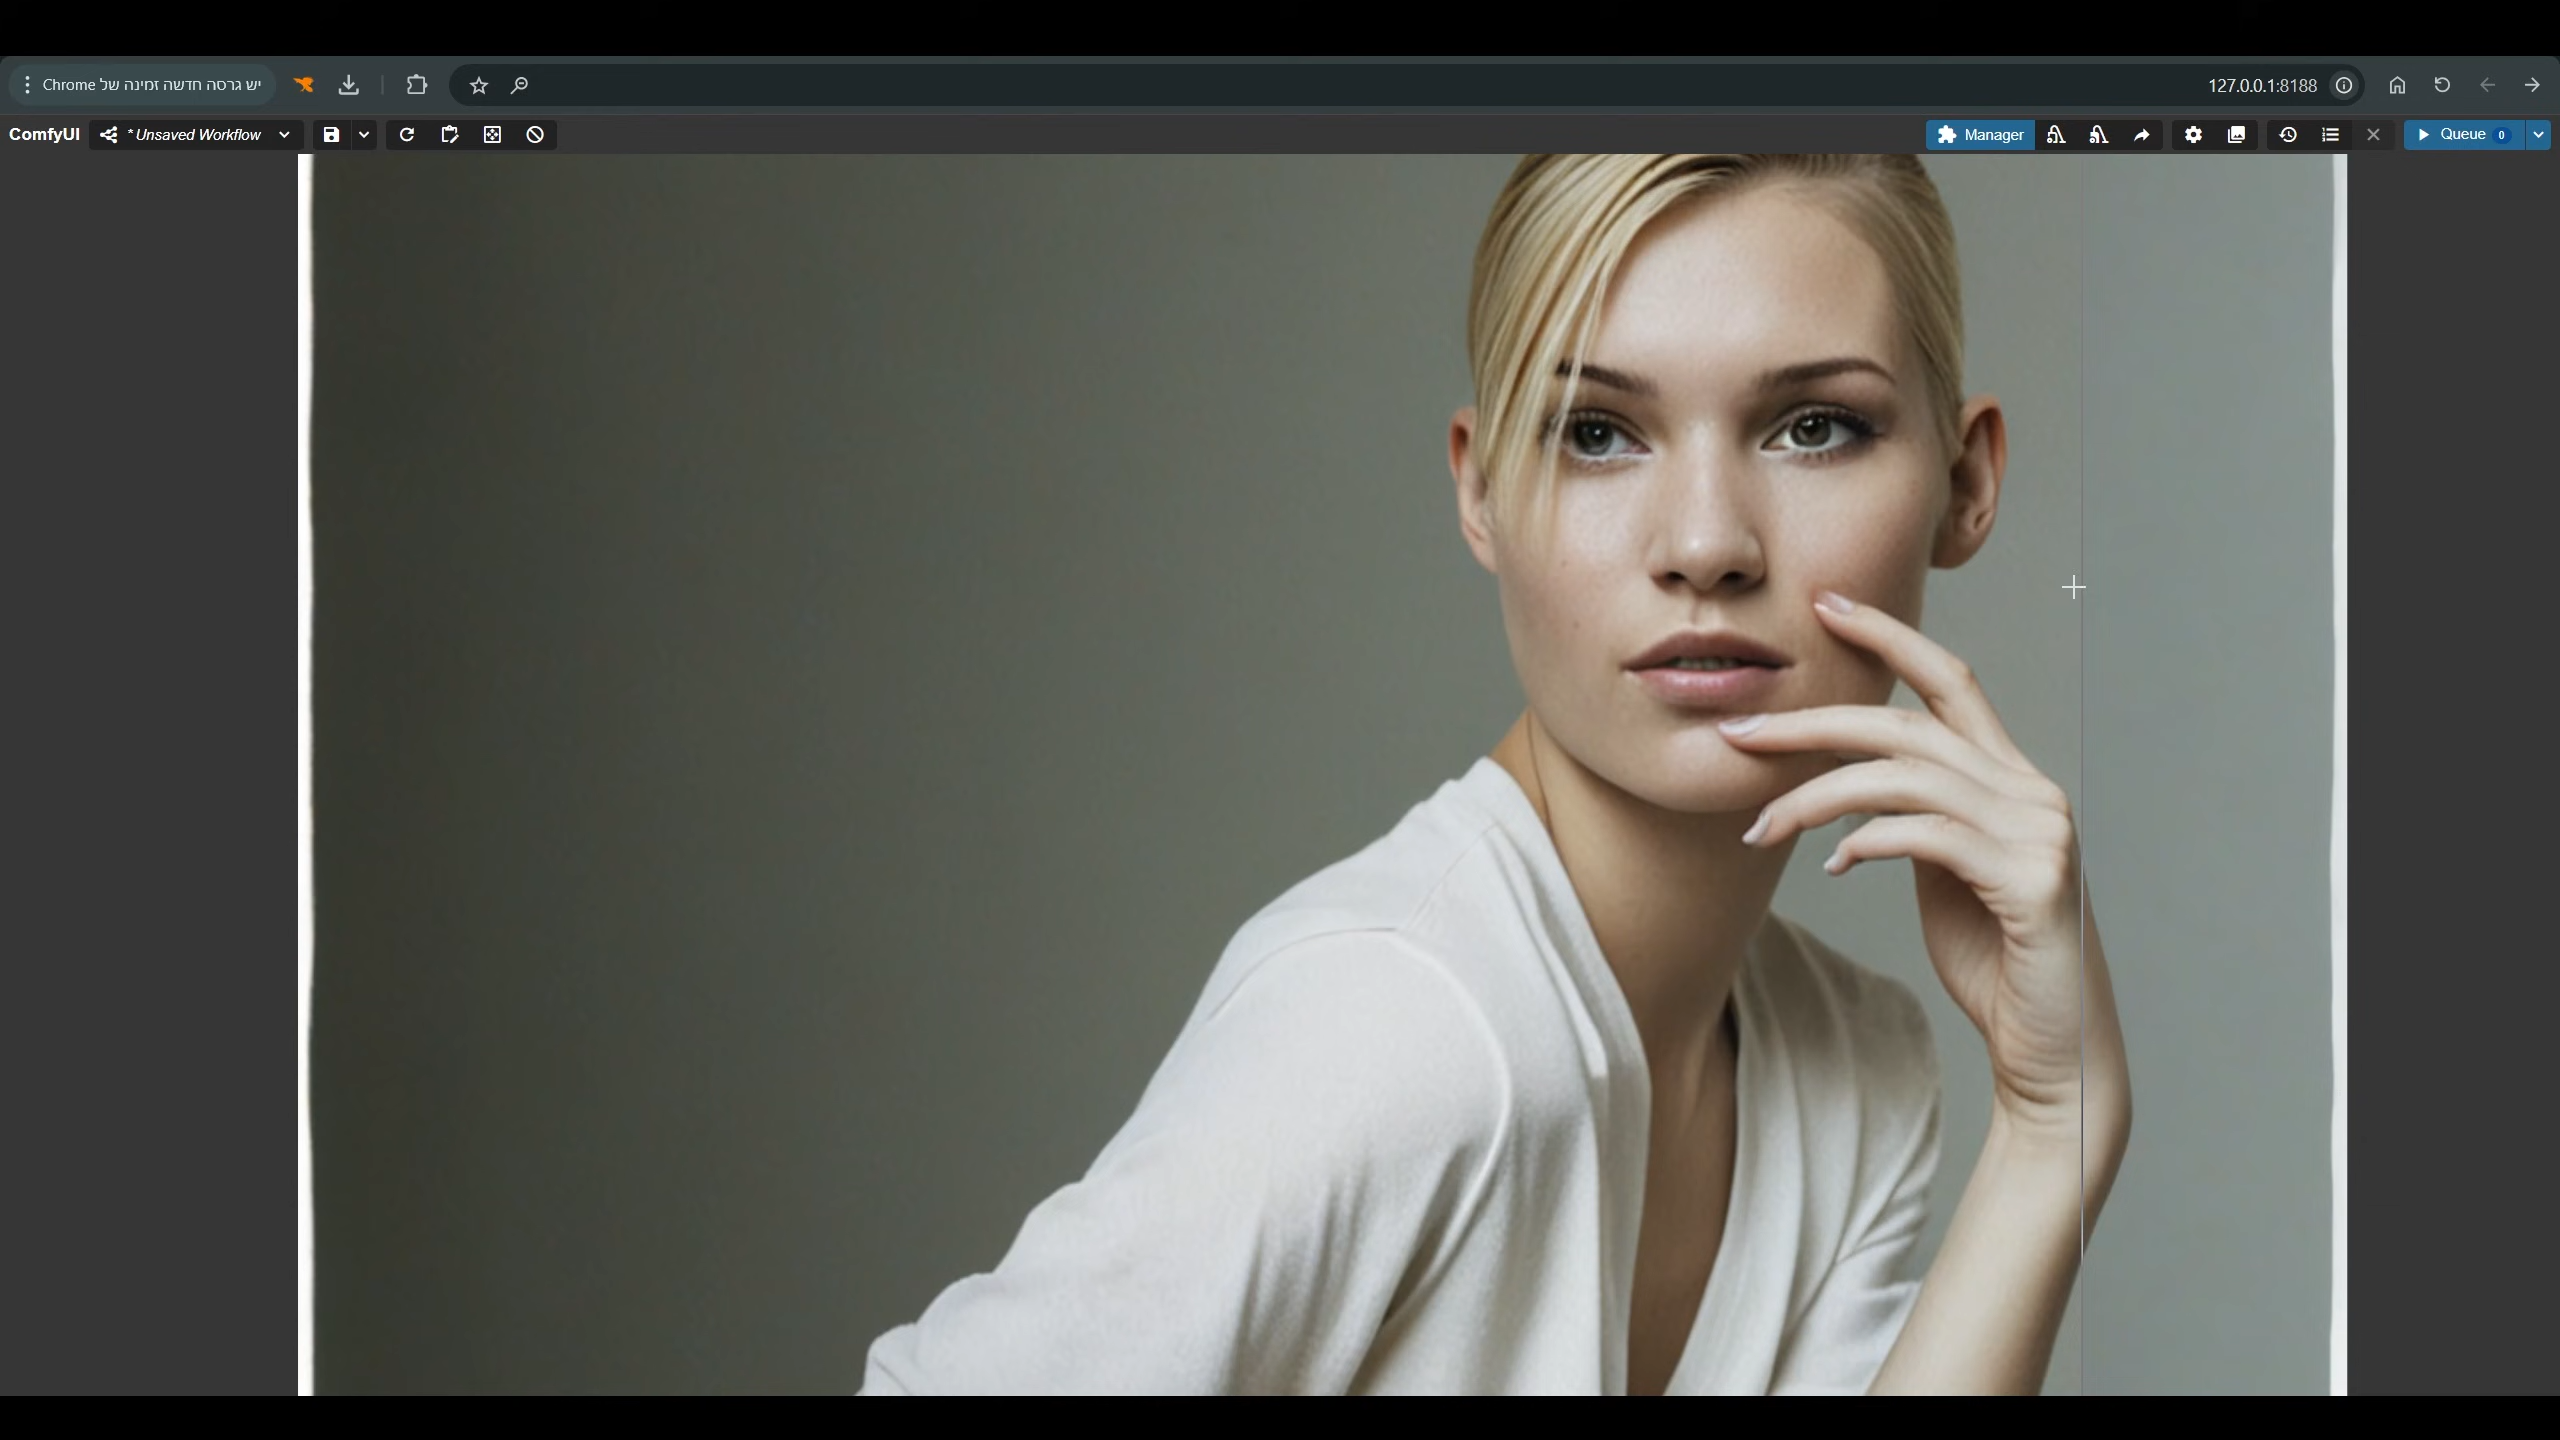 יש גרסה חדשה זמינה של Chrome
127.0.0.1:8188
ComfyUI
* Unsaved Workflow
Manager
Queue 0